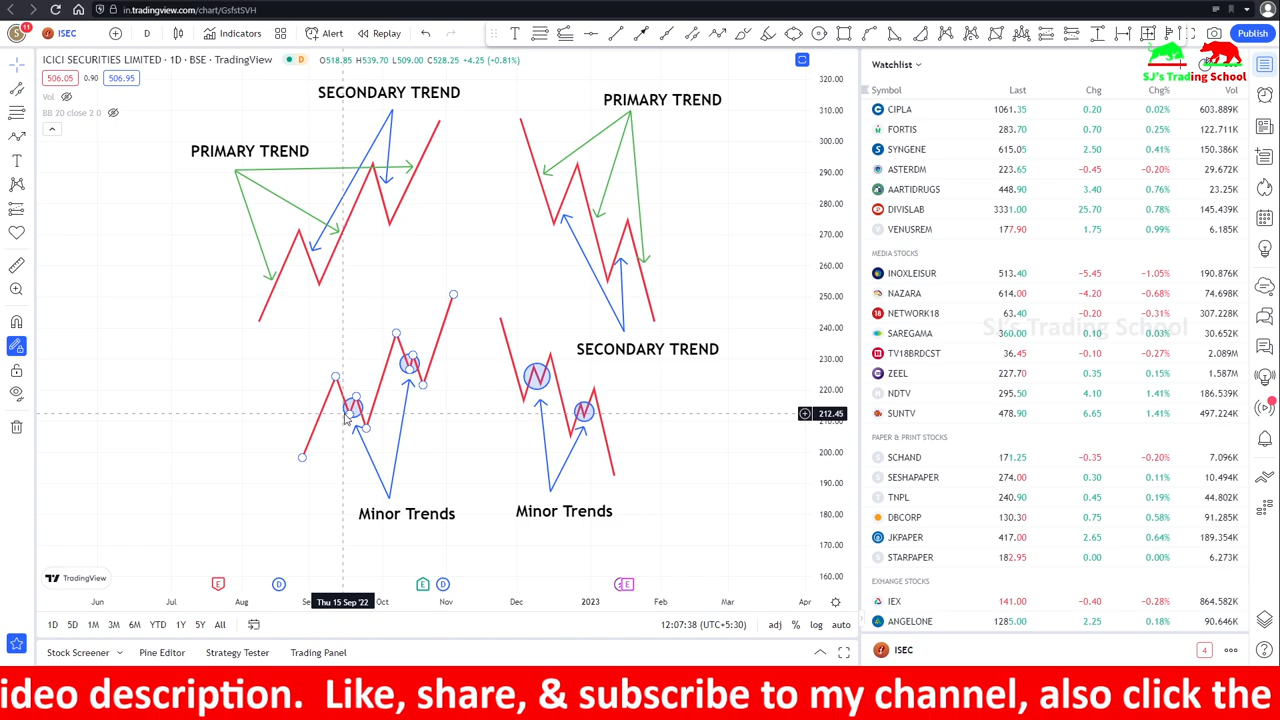 in.tradingview.com/chart/GsfstSVH
S 11 ISEC D Indicators Alert Replay Publish
ICICI SECURITIES LIMITED · 1D · BSE · TradingView D O518.85 H539.70 L509.00 C528.25 +4.25 (+0.81%)
506.05 0.90 506.95
Vol
BB 20 close 2 0
SECONDARY TREND
PRIMARY TREND
PRIMARY TREND
SECONDARY TREND
Minor Trends
Minor Trends
320.00
310.00
300.00
290.00
280.00
270.00
260.00
250.00
240.00
230.00
220.00
212.45
210.00
200.00
190.00
180.00
170.00
160.00
TradingView
E D E D E
Jun Jul Aug Thu 15 Sep '22 Oct Nov Dec 2023 Feb Mar Apr
1D 5D 1M 3M 6M YTD 1Y 5Y All 12:07:38 (UTC+5:30) adj % log auto
Stock Screener Pine Editor Strategy Tester Trading Panel
SJ's Trading School
Watchlist
Symbol Last Chg Chg% Vol
CIPLA 1061.35 0.20 0.02% 603.889K
FORTIS 283.70 0.70 0.25% 122.711K
SYNGENE 615.05 2.50 0.41% 150.386K
ASTERDM 223.65 −0.45 −0.20% 29.672K
AARTIDRUGS 448.90 3.40 0.76% 23.25K
DIVISLAB 3331.00 25.70 0.78% 145.439K
VENUSREM 177.90 1.75 0.99% 6.185K
MEDIA STOCKS
INOXLEISUR 513.40 −5.45 −1.05% 190.876K
NAZARA 614.00 −4.20 −0.68% 74.698K
NETWORK18 63.40 −0.20 −0.31% 307.228K
SJ's Trading School
SAREGAMA 360.00 0.10 0.03% 30.652K
TV18BRDCST 36.45 −0.10 −0.27% 2.089M
ZEEL 227.70 0.35 0.15% 1.587M
NDTV 295.50 4.10 1.41% 186.539K
SUNTV 478.90 6.65 1.41% 497.224K
PAPER & PRINT STOCKS
S SCHAND 171.25 −0.35 −0.20% 7.096K
S SESHAPAPER 274.00 0.30 0.11% 10.494K
T TNPL 240.90 0.45 0.19% 44.802K
DBCORP 130.30 0.75 0.58% 91.285K
JKPAPER 417.00 2.65 0.64% 189.354K
S STARPAPER 182.95 0.00 0.00% 6.273K
EXHANGE STOCKS
IEX 141.00 −0.40 −0.28% 864.582K
ANGELONE 1285.00 2.25 0.18% 90.646K
ISEC 4
ideo description. Like, share, & subscribe to my channel, also click the